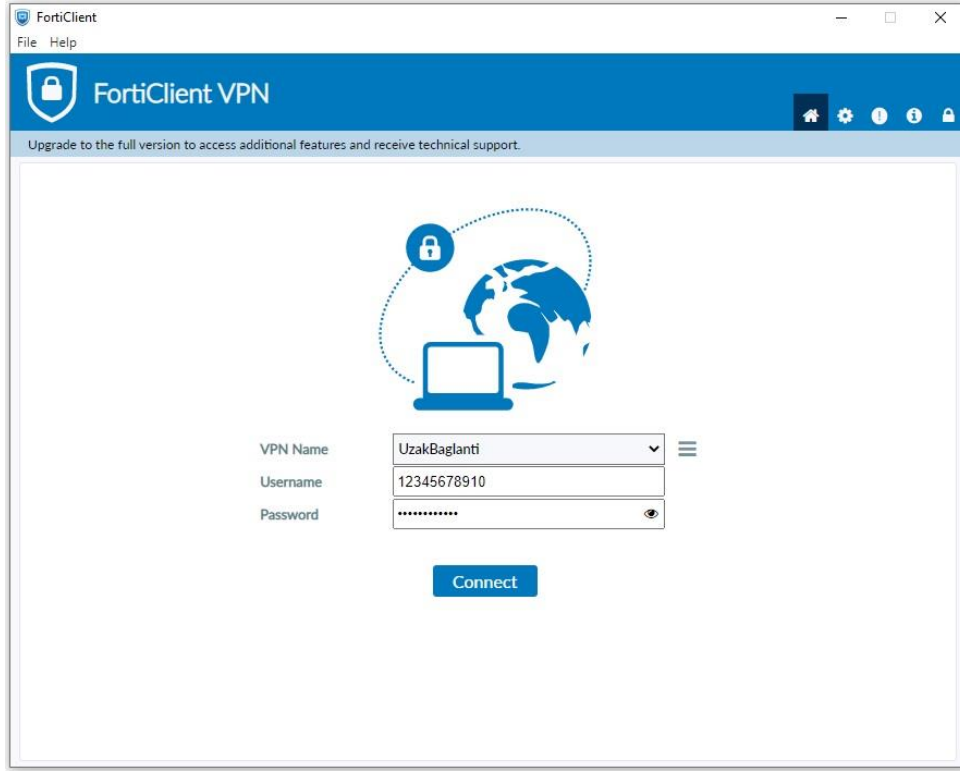 FortiClient
File Help
FortiClient VPN
Upgrade to the full version to access additional features and receive technical support.
VPN Name UzakBaglanti
Username 12345678910
Password ••••••••••••
Connect